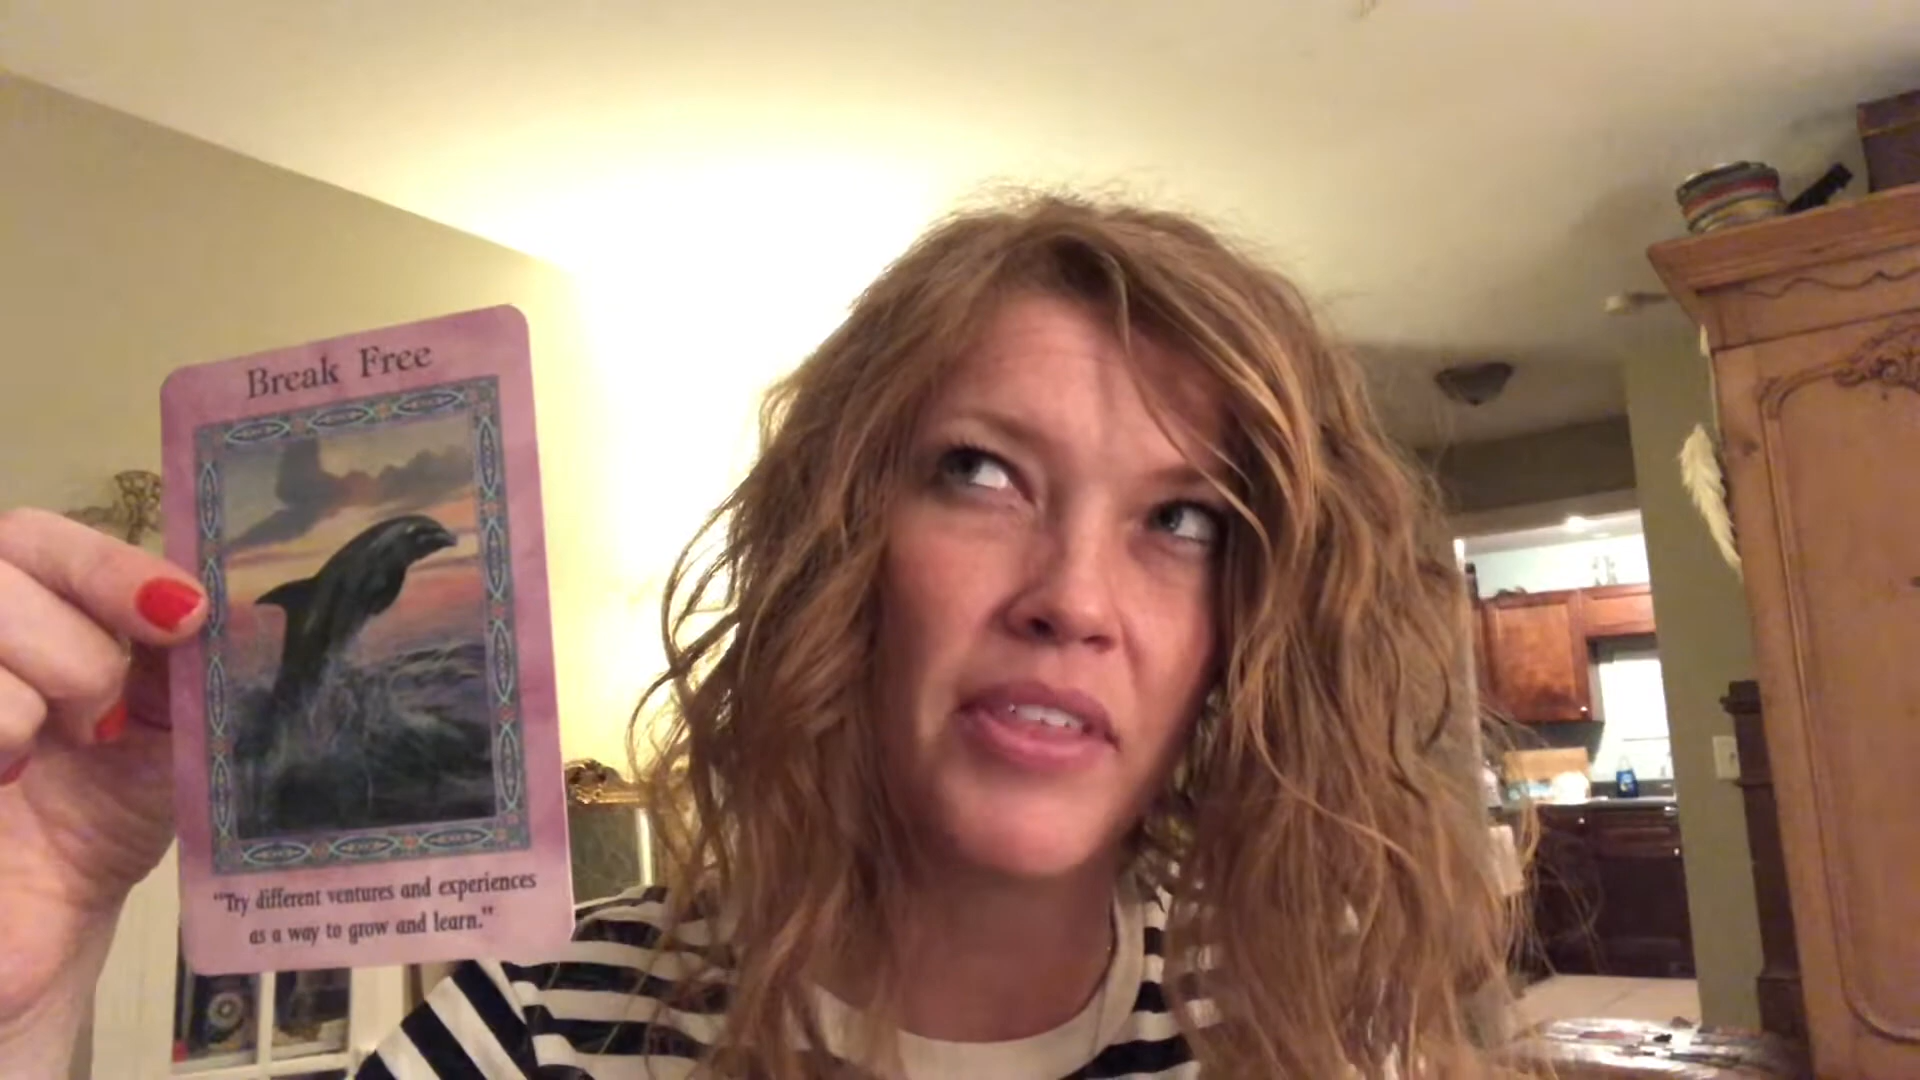 Break Free
"Try different ventures and experiences
as a way to grow and learn."